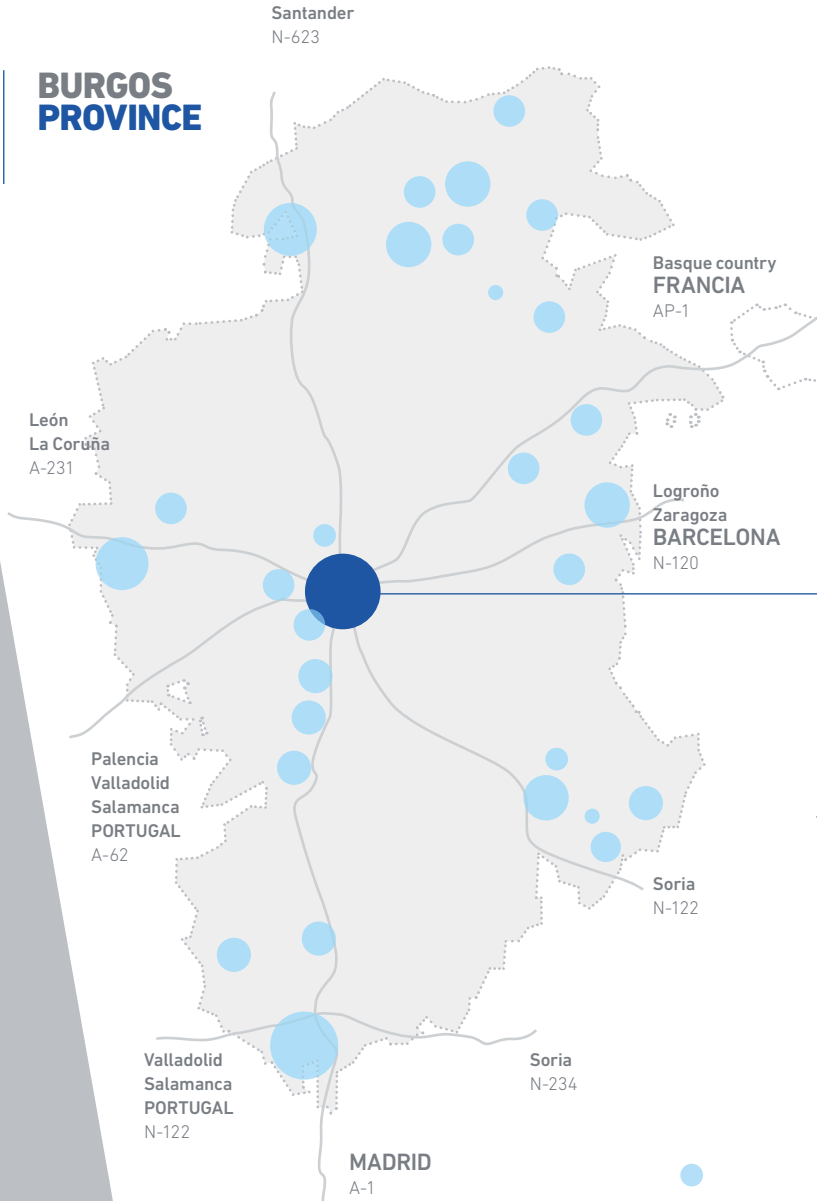 Santander
N-623
BURGOS
PROVINCE
Basque country
FRANCIA
AP-1
León
La Coruña
A-231
Logroño
Zaragoza
BARCELONA
N-120
Palencia
Valladolid
Salamanca
PORTUGAL
A-62
Soria
N-122
Valladolid
Salamanca
PORTUGAL
N-122
Soria
N-234
MADRID
A-1